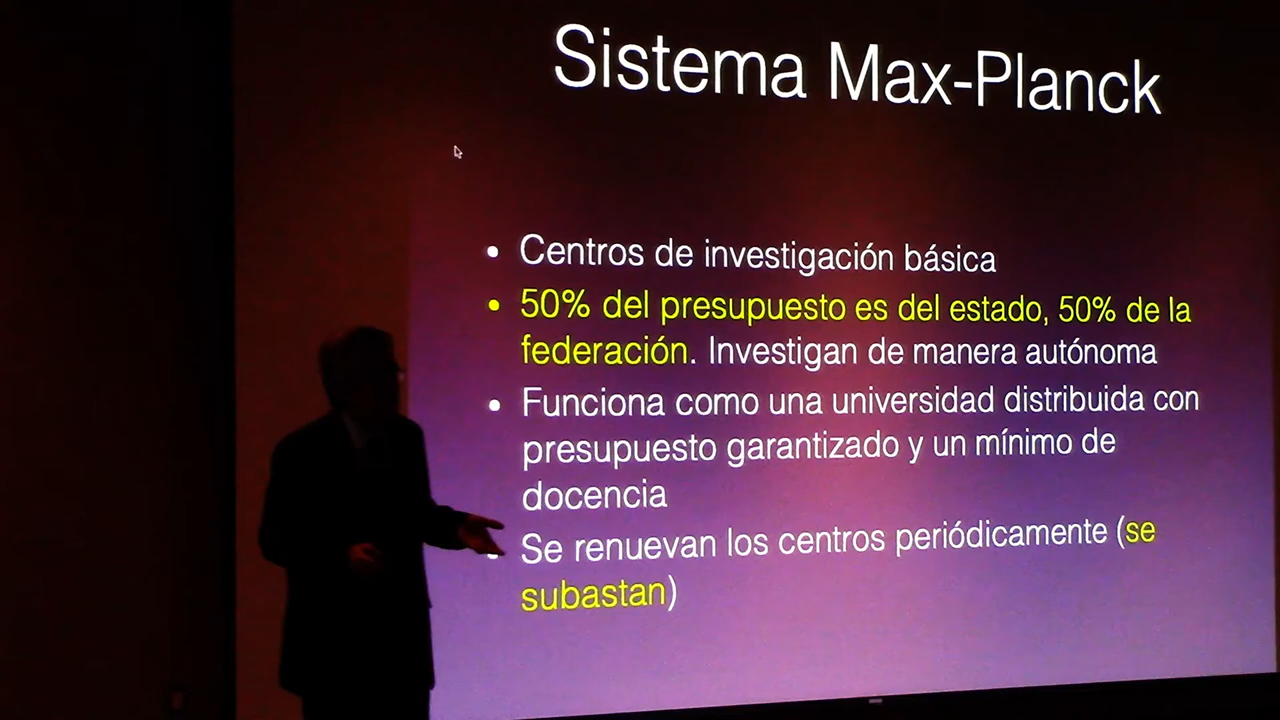 Sistema Max-Planck
• Centros de investigación básica
• 50% del presupuesto es del estado, 50% de la
federación. Investigan de manera autónoma
• Funciona como una universidad distribuida con
presupuesto garantizado y un mínimo de
docencia
• Se renuevan los centros periódicamente (se
subastan)